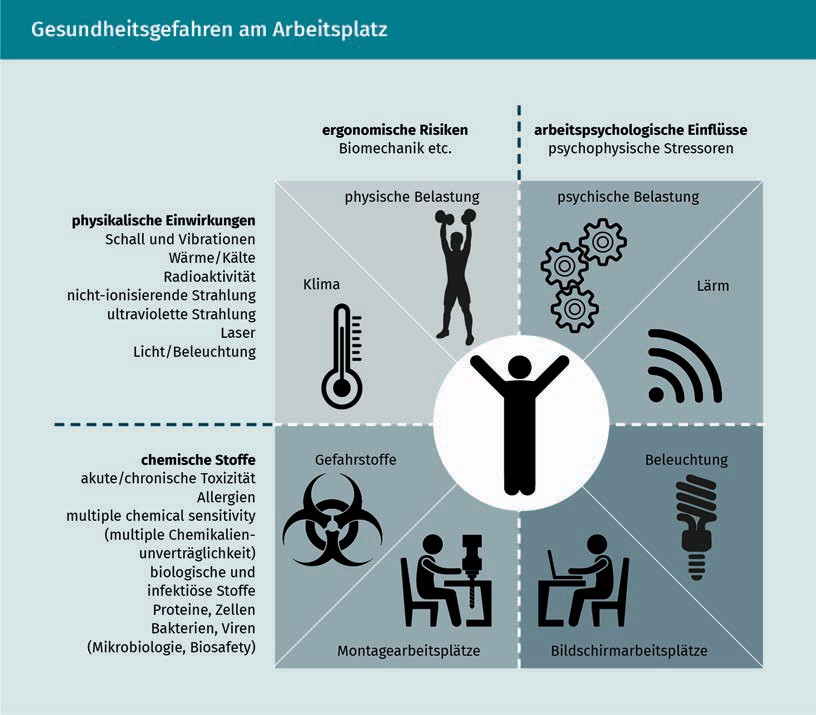 Gesundheitsgefahren am Arbeitsplatz
ergonomische Risiken
Biomechanik etc.
arbeitspsychologische Einflüsse
psychophysische Stressoren
physikalische Einwirkungen
Schall und Vibrationen
Wärme/Kälte
Radioaktivität
nicht-ionisierende Strahlung
ultraviolette Strahlung
Laser
Licht/Beleuchtung
physische Belastung
psychische Belastung
Klima
Lärm
chemische Stoffe
akute/chronische Toxizität
Allergien
multiple chemical sensitivity
(multiple Chemikalien-
unverträglichkeit)
biologische und
infektiöse Stoffe
Proteine, Zellen
Bakterien, Viren
(Mikrobiologie, Biosafety)
Gefahrstoffe
Beleuchtung
Montagearbeitsplätze
Bildschirmarbeitsplätze